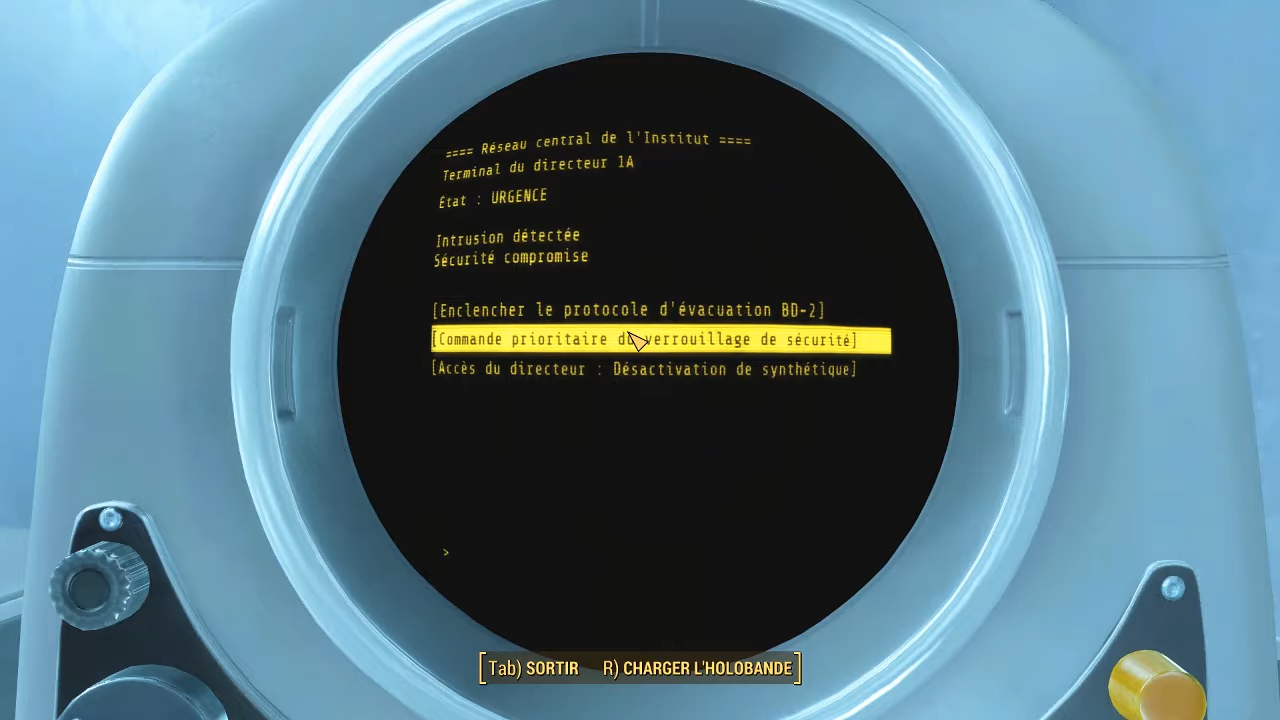 ==== Réseau central de l'Institut ====
Terminal du directeur 1A
État : URGENCE
Intrusion détectée
Sécurité compromise
[Enclencher le protocole d'évacuation BD-2]
[Commande prioritaire du verrouillage de sécurité]
[Accès du directeur : Désactivation de synthétique]
>
[Tab) SORTIR R) CHARGER L'HOLOBANDE]